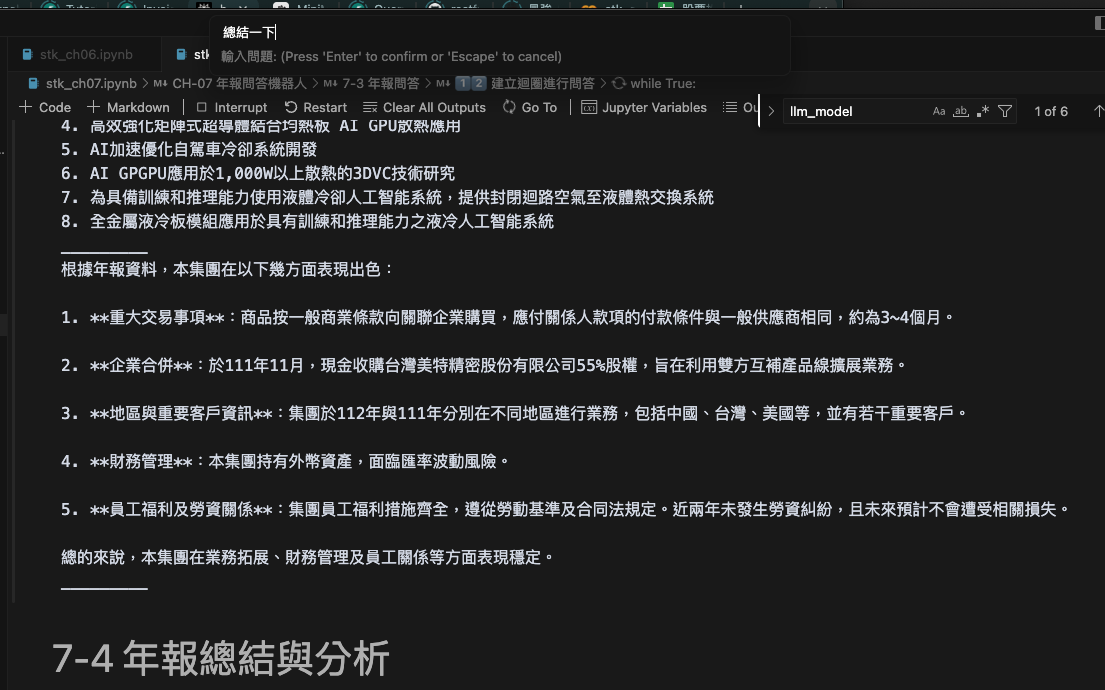 總結一下
輸入問題: (Press 'Enter' to confirm or 'Escape' to cancel)
stk_ch06.ipynb
stk_ch07.ipynb > M↓ CH-07 年報問答機器人 > M↓ 7-3 年報問答 > M↓ 1 2 建立迴圈進行問答 > while True:
+ Code + Markdown | Interrupt Restart Clear All Outputs Go To | Jupyter Variables
llm_model Aa ab .* 1 of 6
4. 高效強化矩陣式超導體結合均熱板 AI GPU散熱應用
5. AI加速優化自駕車冷卻系統開發
6. AI GPGPU應用於1,000W以上散熱的3DVC技術研究
7. 為具備訓練和推理能力使用液體冷卻人工智能系統，提供封閉迴路空氣至液體熱交換系統
8. 全金屬液冷板模組應用於具有訓練和推理能力之液冷人工智能系統
根據年報資料，本集團在以下幾方面表現出色：
1. **重大交易事項**：商品按一般商業條款向關聯企業購買，應付關係人款項的付款條件與一般供應商相同，約為3~4個月。
2. **企業合併**：於111年11月，現金收購台灣美特精密股份有限公司55%股權，旨在利用雙方互補產品線擴展業務。
3. **地區與重要客戶資訊**：集團於112年與111年分別在不同地區進行業務，包括中國、台灣、美國等，並有若干重要客戶。
4. **財務管理**：本集團持有外幣資產，面臨匯率波動風險。
5. **員工福利及勞資關係**：集團員工福利措施齊全，遵從勞動基準及合同法規定。近兩年未發生勞資糾紛，且未來預計不會遭受相關損失。
總的來說，本集團在業務拓展、財務管理及員工關係等方面表現穩定。
7-4 年報總結與分析